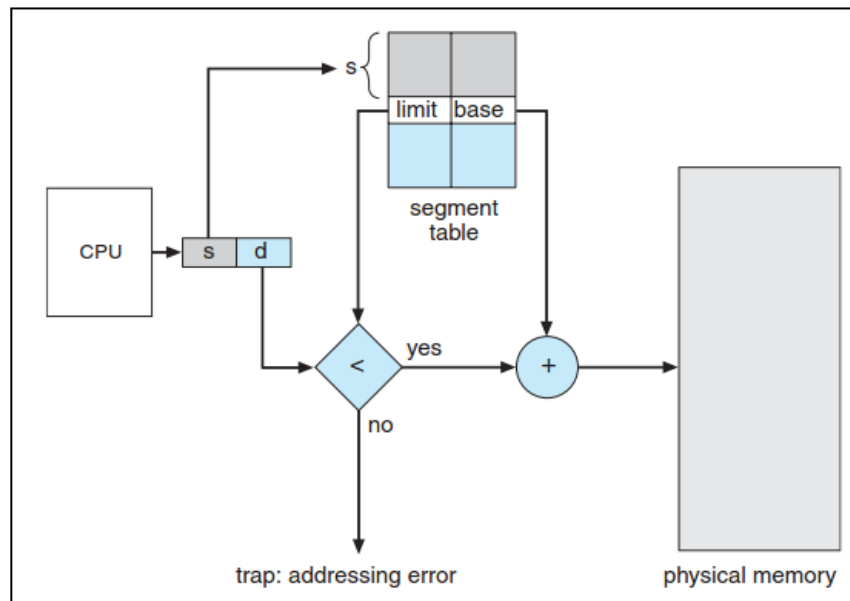 s
limit base
segment
table
CPU
s d
<
yes
+
no
trap: addressing error
physical memory